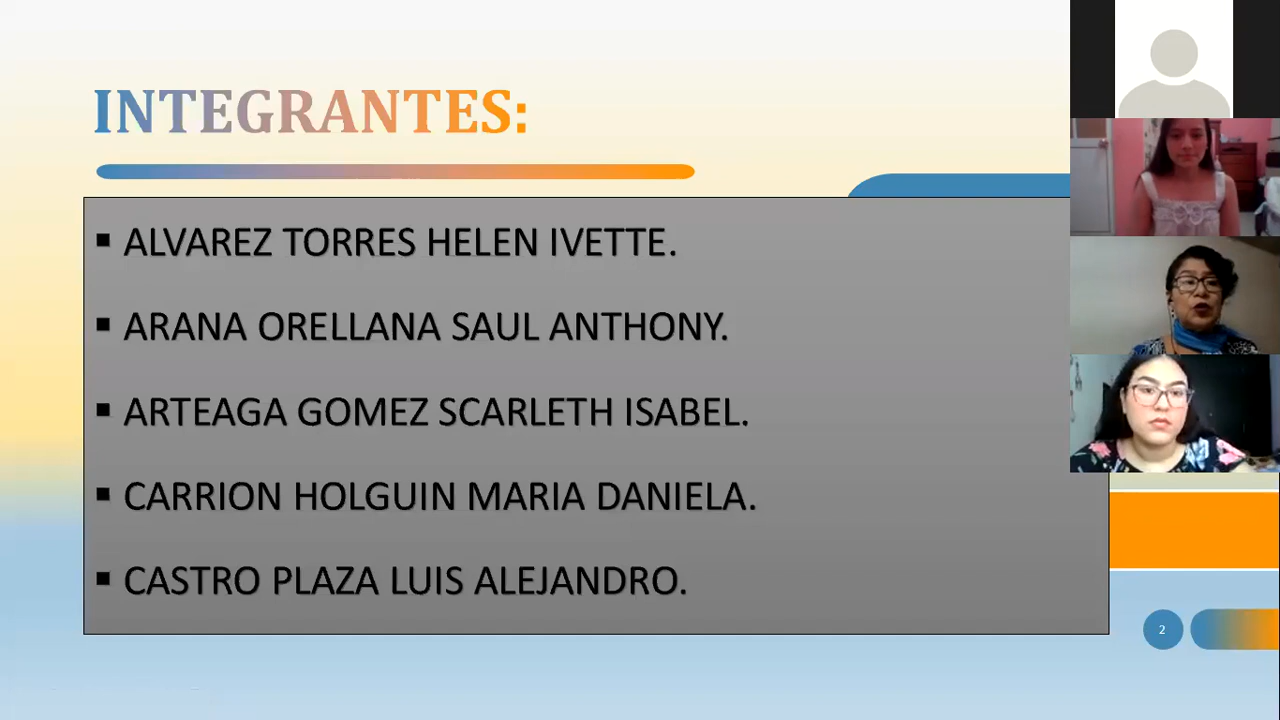 INTEGRANTES:
▪ ALVAREZ TORRES HELEN IVETTE.
▪ ARANA ORELLANA SAUL ANTHONY.
▪ ARTEAGA GOMEZ SCARLETH ISABEL.
▪ CARRION HOLGUIN MARIA DANIELA.
▪ CASTRO PLAZA LUIS ALEJANDRO.
2